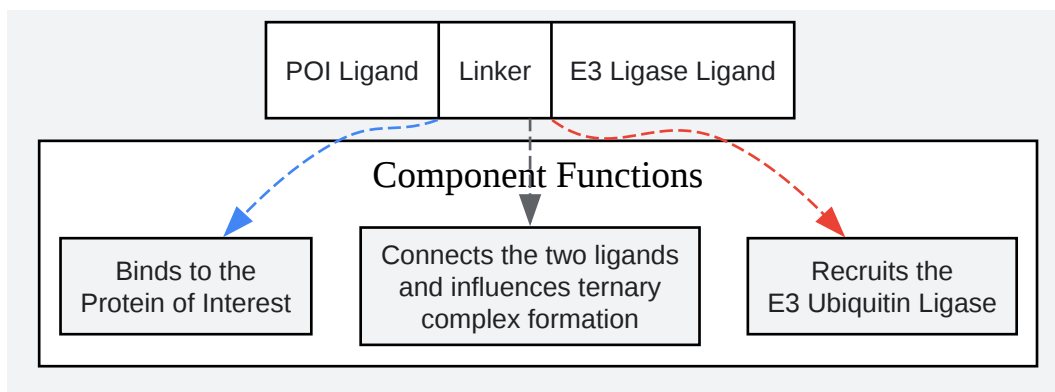 POI Ligand
Linker
E3 Ligase Ligand
Component Functions
Binds to the
Protein of Interest
Connects the two ligands
and influences ternary
complex formation
Recruits the
E3 Ubiquitin Ligase